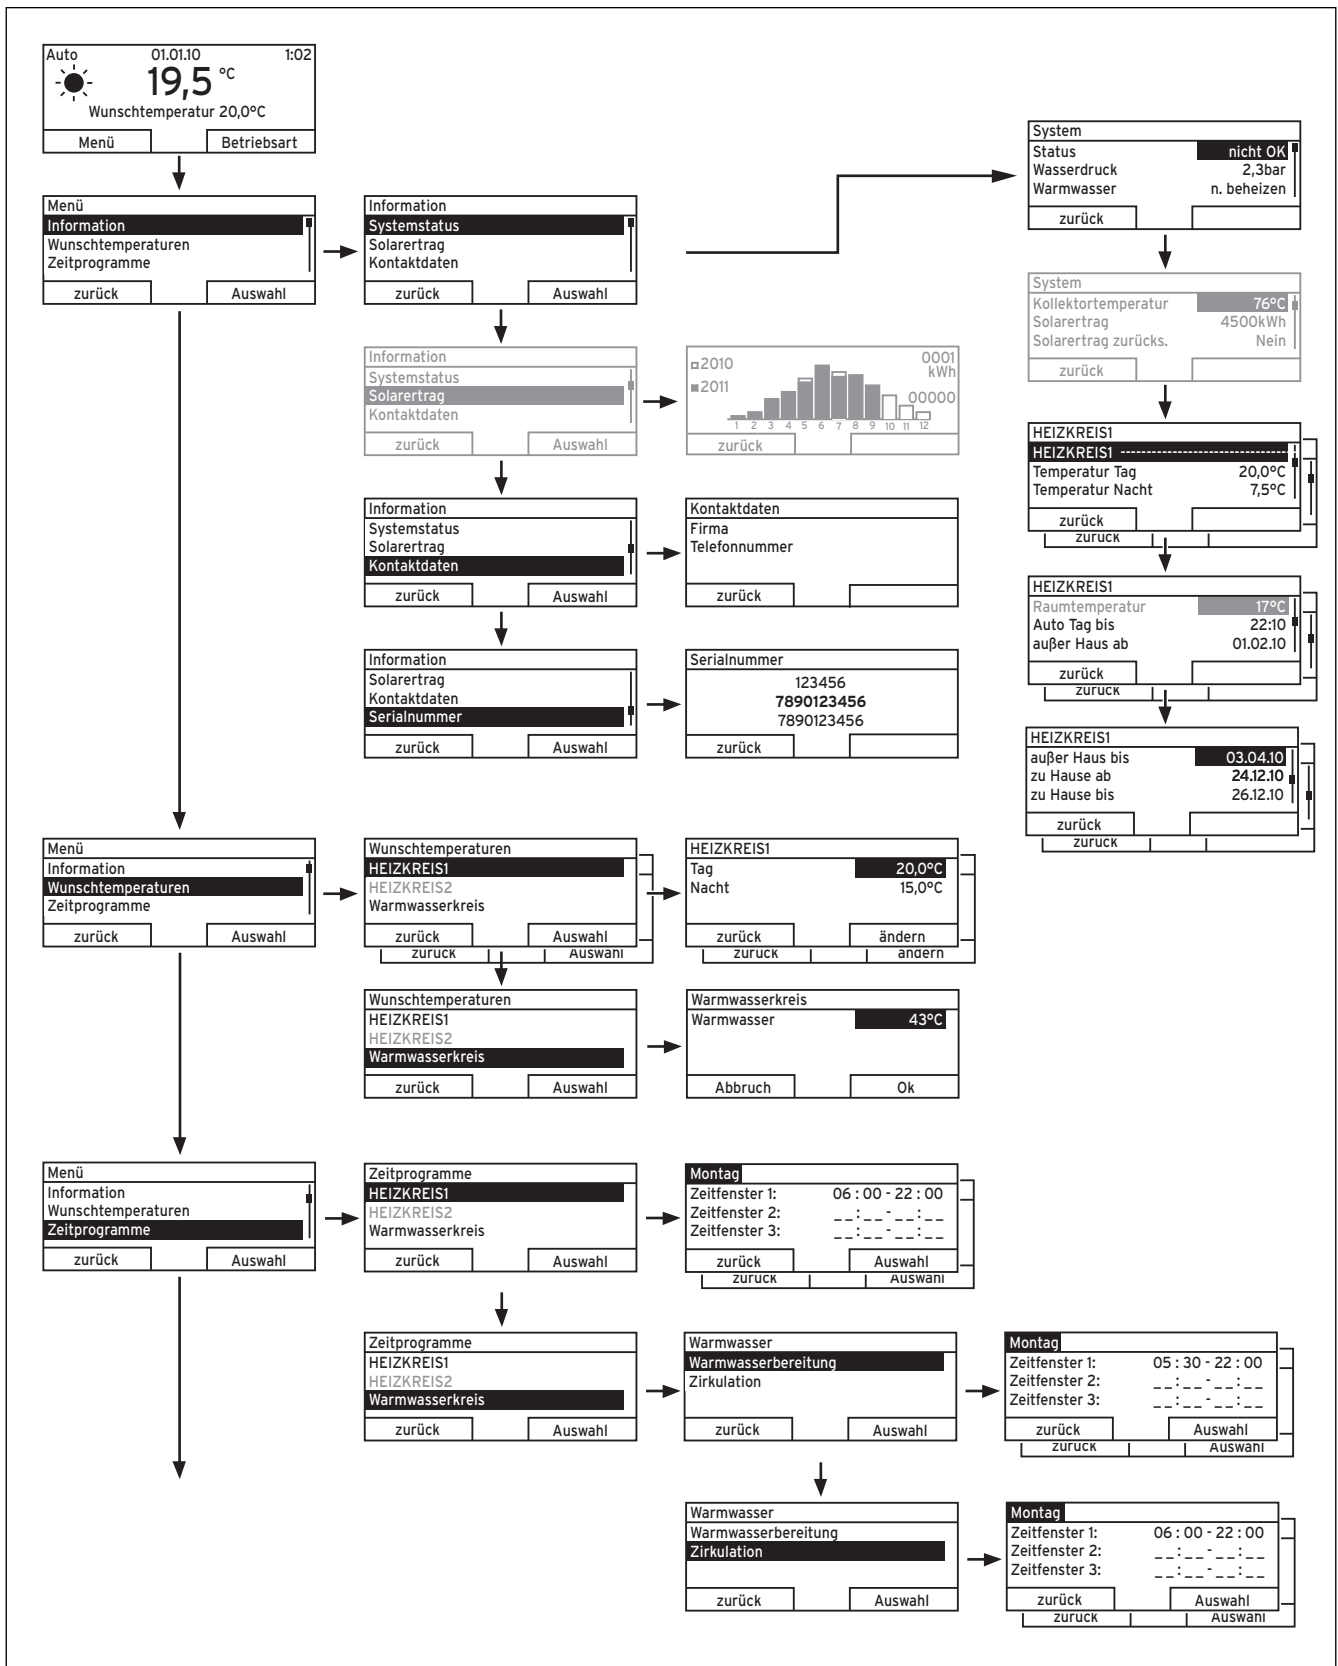 Auto 01.01.10 1:02
19,5 °C
Wunschtemperatur 20,0°C
Menü Betriebsart
Menü
Information
Wunschtemperaturen
Zeitprogramme
zurück Auswahl
Information
Systemstatus
Solarertrag
Kontaktdaten
zurück Auswahl
System
Status nicht OK
Wasserdruck 2,3bar
Warmwasser n. beheizen
zurück
System
Kollektortemperatur 76°C
Solarertrag 4500kWh
Solarertrag zurücks. Nein
zurück
HEIZKREIS1
HEIZKREIS1 --------------------------------
Temperatur Tag 20,0°C
Temperatur Nacht 7,5°C
zurück
zurück
HEIZKREIS1
Raumtemperatur 17°C
Auto Tag bis 22:10
außer Haus ab 01.02.10
zurück
zurück
HEIZKREIS1
außer Haus bis 03.04.10
zu Hause ab 24.12.10
zu Hause bis 26.12.10
zurück
zurück
Information
Systemstatus
Solarertrag
Kontaktdaten
zurück Auswahl
2010
2011
0001
kWh
00000
1 2 3 4 5 6 7 8 9 10 11 12
zurück
Information
Systemstatus
Solarertrag
Kontaktdaten
zurück Auswahl
Kontaktdaten
Firma
Telefonnummer
zurück
Information
Solarertrag
Kontaktdaten
Serialnummer
zurück Auswahl
Serialnummer
123456
7890123456
7890123456
zurück
Menü
Information
Wunschtemperaturen
Zeitprogramme
zurück Auswahl
Wunschtemperaturen
HEIZKREIS1
HEIZKREIS2
Warmwasserkreis
zurück Auswahl
zurück Auswahl
HEIZKREIS1
Tag 20,0°C
Nacht 15,0°C
zurück ändern
zurück ändern
Wunschtemperaturen
HEIZKREIS1
HEIZKREIS2
Warmwasserkreis
zurück Auswahl
Warmwasserkreis
Warmwasser 43°C
Abbruch Ok
Menü
Information
Wunschtemperaturen
Zeitprogramme
zurück Auswahl
Zeitprogramme
HEIZKREIS1
HEIZKREIS2
Warmwasserkreis
zurück Auswahl
Montag
Zeitfenster 1: 06 : 00 - 22 : 00
Zeitfenster 2: _ _ : _ _ - _ _ : _ _
Zeitfenster 3: _ _ : _ _ - _ _ : _ _
zurück Auswahl
zurück Auswahl
Zeitprogramme
HEIZKREIS1
HEIZKREIS2
Warmwasserkreis
zurück Auswahl
Warmwasser
Warmwasserbereitung
Zirkulation
zurück Auswahl
Montag
Zeitfenster 1: 05 : 30 - 22 : 00
Zeitfenster 2: _ _ : _ _ - _ _ : _ _
Zeitfenster 3: _ _ : _ _ - _ _ : _ _
zurück Auswahl
zurück Auswahl
Warmwasser
Warmwasserbereitung
Zirkulation
zurück Auswahl
Montag
Zeitfenster 1: 06 : 00 - 22 : 00
Zeitfenster 2: _ _ : _ _ - _ _ : _ _
Zeitfenster 3: _ _ : _ _ - _ _ : _ _
zurück Auswahl
zurück Auswahl